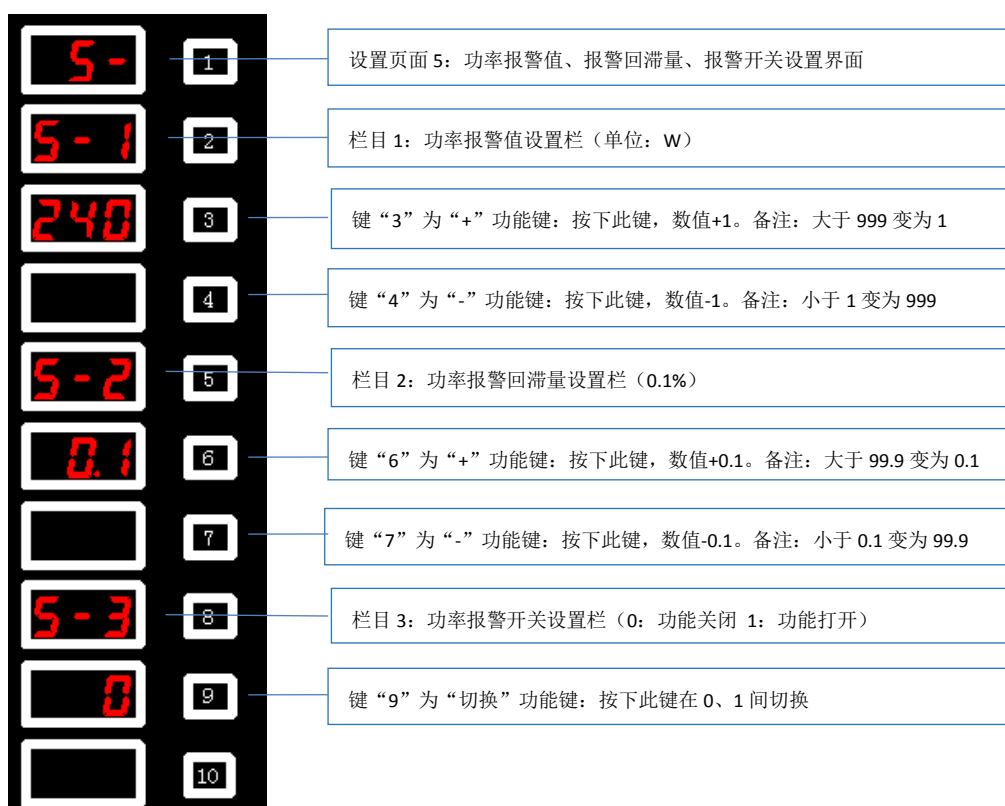 5-
1
设置页面 5：功率报警值、报警回滞量、报警开关设置界面
5-1
2
栏目 1：功率报警值设置栏（单位：W）
240
3
键“3”为“+”功能键：按下此键，数值+1。备注：大于 999 变为 1
4
键“4”为“-”功能键：按下此键，数值-1。备注：小于 1 变为 999
5-2
5
栏目 2：功率报警回滞量设置栏（0.1%）
0.1
6
键“6”为“+”功能键：按下此键，数值+0.1。备注：大于 99.9 变为 0.1
7
键“7”为“-”功能键：按下此键，数值-0.1。备注：小于 0.1 变为 99.9
5-3
8
栏目 3：功率报警开关设置栏（0：功能关闭 1：功能打开）
0
9
键“9”为“切换”功能键：按下此键在 0、1 间切换
10